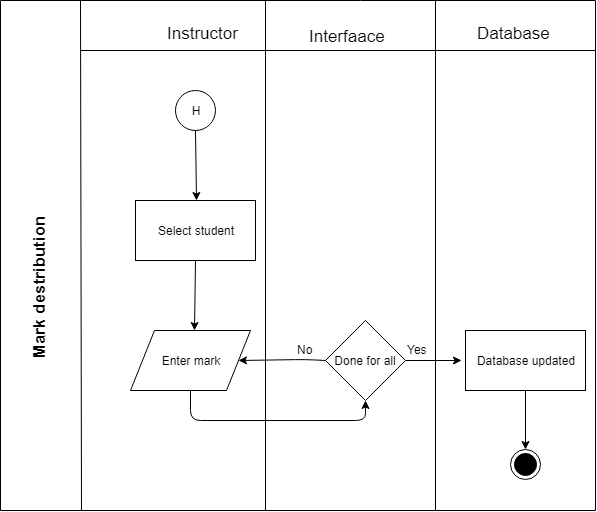 Instructor
Interfaace
Database
Mark destribution
H
Select student
Enter mark
No
Done for all
Yes
Database updated